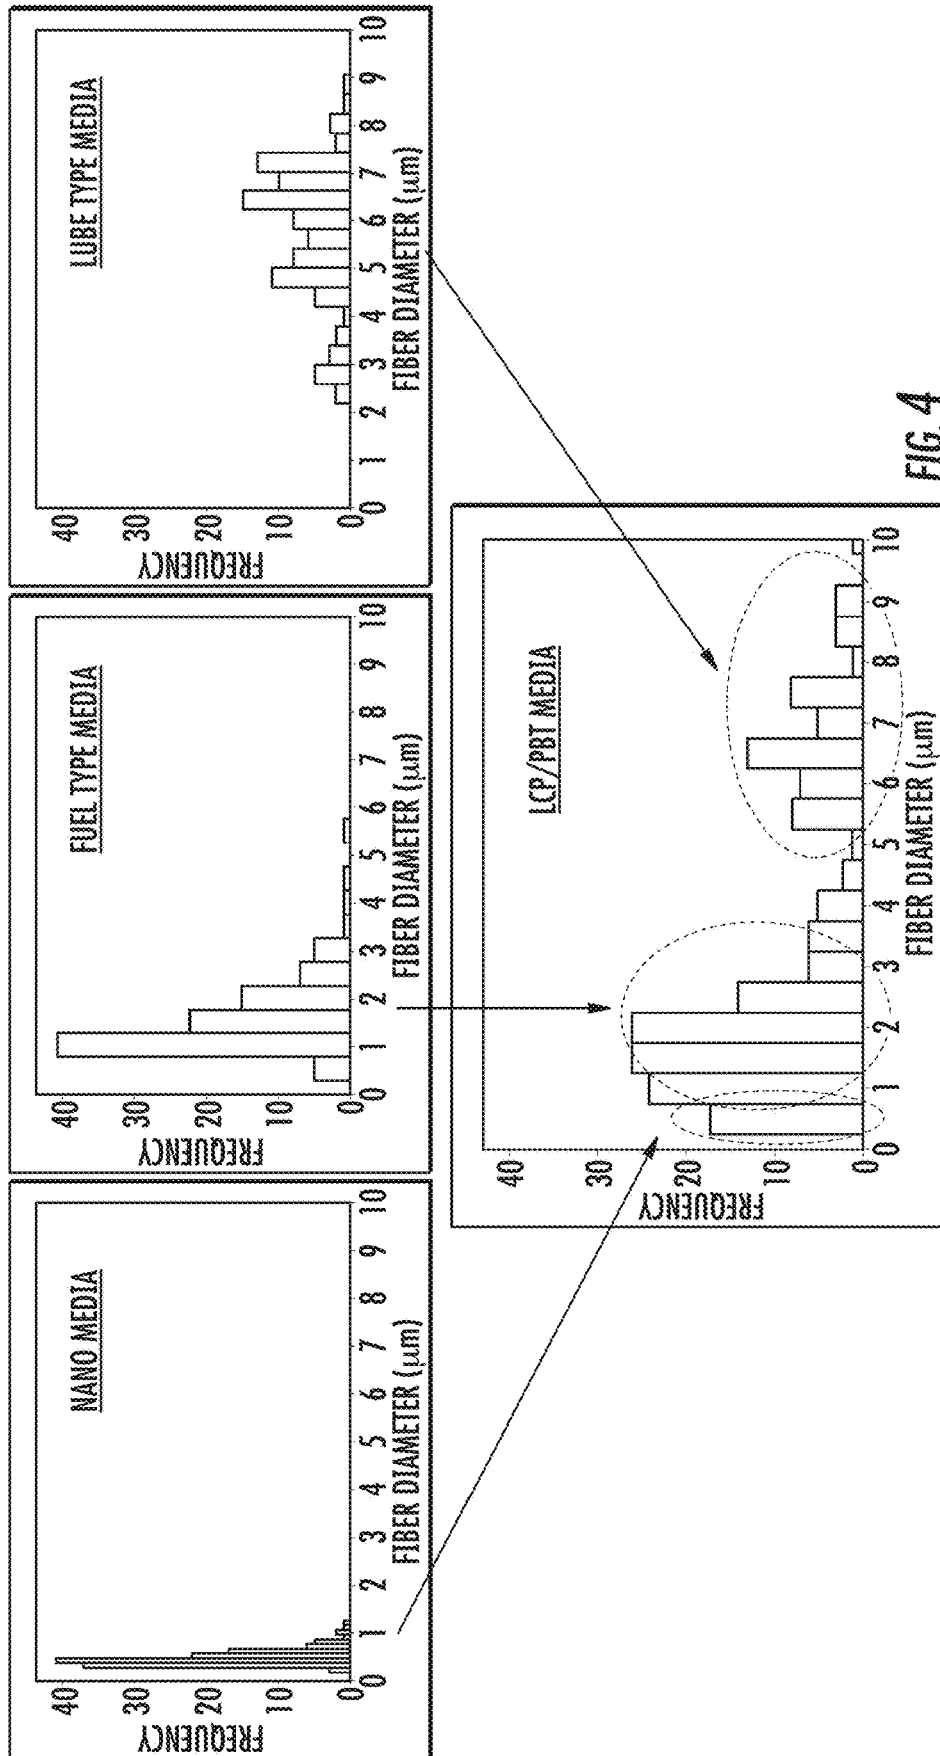 NANO MEDIA
FREQUENCY
40
30
20
10
0
0 1 2 3 4 5 6 7 8 9 10
FIBER DIAMETER (µm)
FUEL TYPE MEDIA
FREQUENCY
40
30
20
10
0
0 1 2 3 4 5 6 7 8 9 10
FIBER DIAMETER (µm)
LUBE TYPE MEDIA
FREQUENCY
40
30
20
10
0
0 1 2 3 4 5 6 7 8 9 10
FIBER DIAMETER (µm)
LCP/PBT MEDIA
FREQUENCY
40
30
20
10
0
0 1 2 3 4 5 6 7 8 9 10
FIBER DIAMETER (µm)
FIG. 4